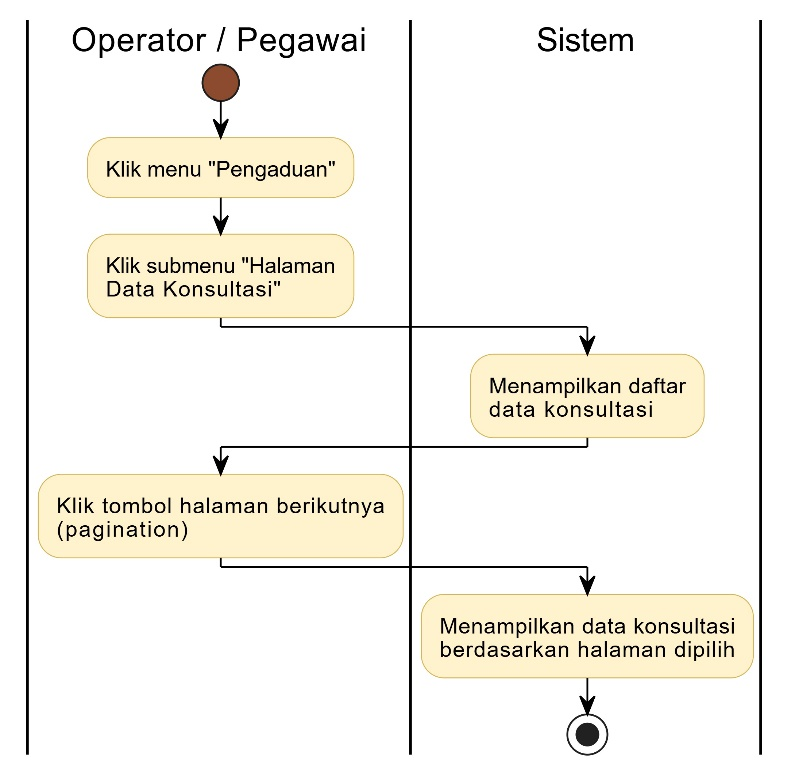 Operator / Pegawai
Sistem
Klik menu "Pengaduan"
Klik submenu "Halaman
Data Konsultasi"
Menampilkan daftar
data konsultasi
Klik tombol halaman berikutnya
(pagination)
Menampilkan data konsultasi
berdasarkan halaman dipilih